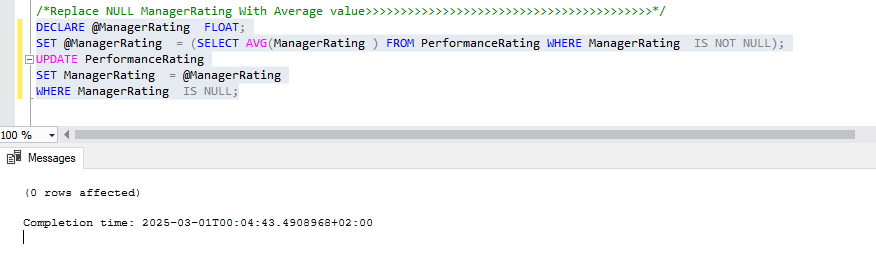 /*Replace NULL ManagerRating With Average value>>>>>>>>>>>>>>>>>>>>>>>>>>>>>>>>>>>>>>>>>*/
DECLARE @ManagerRating  FLOAT;
SET @ManagerRating  = (SELECT AVG(ManagerRating ) FROM PerformanceRating WHERE ManagerRating  IS NOT NULL);
UPDATE PerformanceRating
SET ManagerRating  = @ManagerRating
WHERE ManagerRating  IS NULL;
100 %
Messages
(0 rows affected)
Completion time: 2025-03-01T00:04:43.4908968+02:00